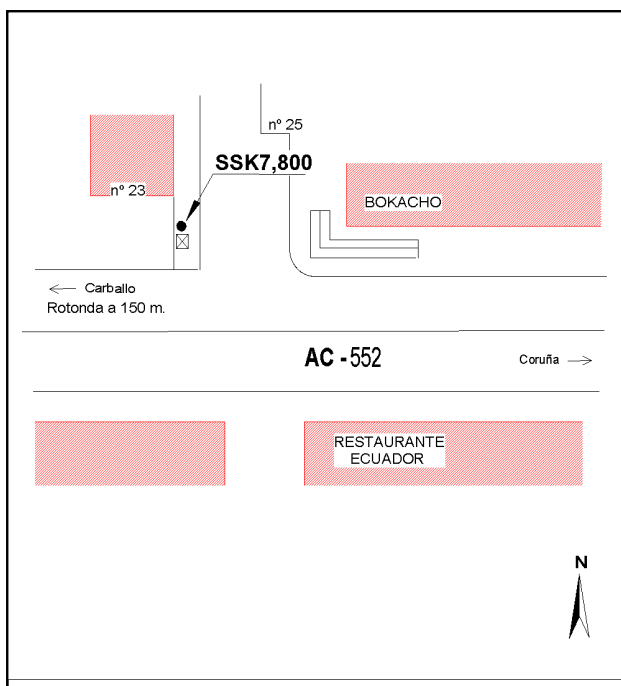 nº 25
SSK7,800
nº 23
BOKACHO
← Carballo
Rotonda a 150 m.
AC - 552
Coruña →
RESTAURANTE
ECUADOR
N